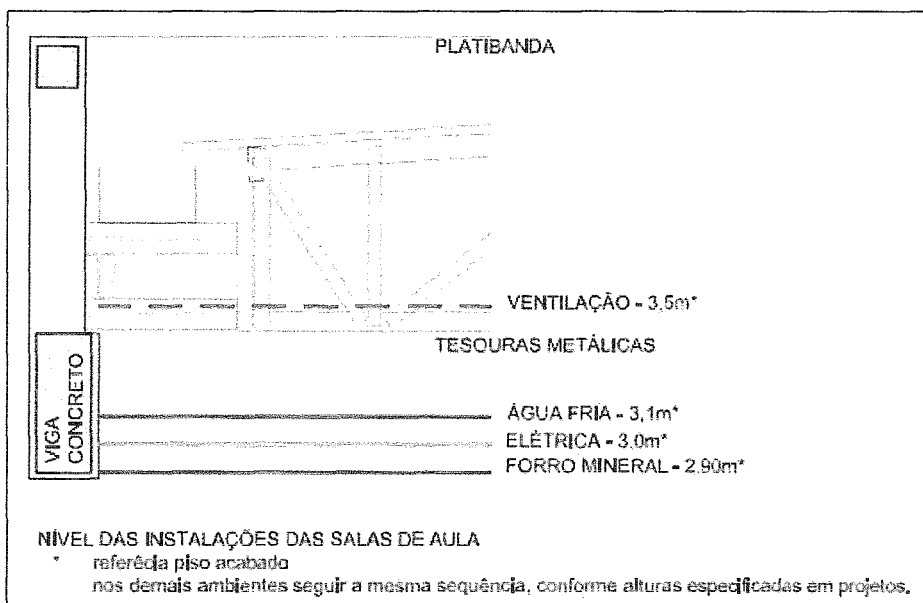 PLATIBANDA
VENTILAÇÃO - 3,5m*
TESOURAS METÁLICAS
VIGA
CONCRETO
ÁGUA FRIA - 3,1m*
ELÉTRICA - 3,0m*
FORRO MINERAL - 2,90m*
NÍVEL DAS INSTALAÇÕES DAS SALAS DE AULA
* referêcia piso acabado
nos demais ambientes seguir a mesma sequência, conforme alturas especificadas em projetos.